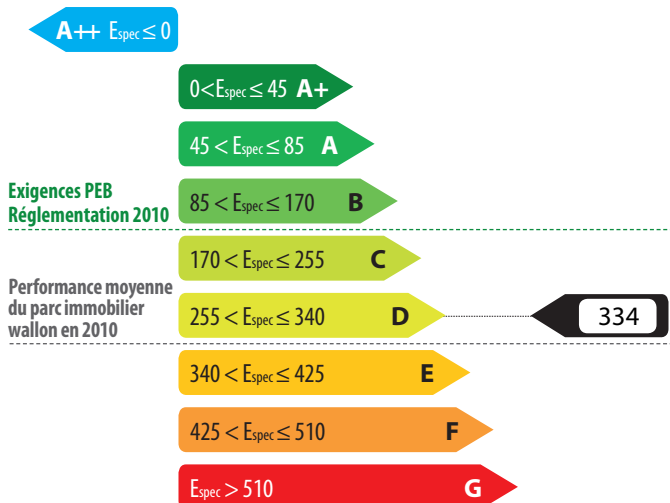 A++ Espec ≤ 0
0<Espec ≤ 45 A+
45 < Espec ≤ 85 A
Exigences PEB
Réglementation 2010
85 < Espec ≤ 170 B
170 < Espec ≤ 255 C
Performance moyenne
du parc immobilier
wallon en 2010
255 < Espec ≤ 340 D
334
340 < Espec ≤ 425 E
425 < Espec ≤ 510 F
Espec > 510 G